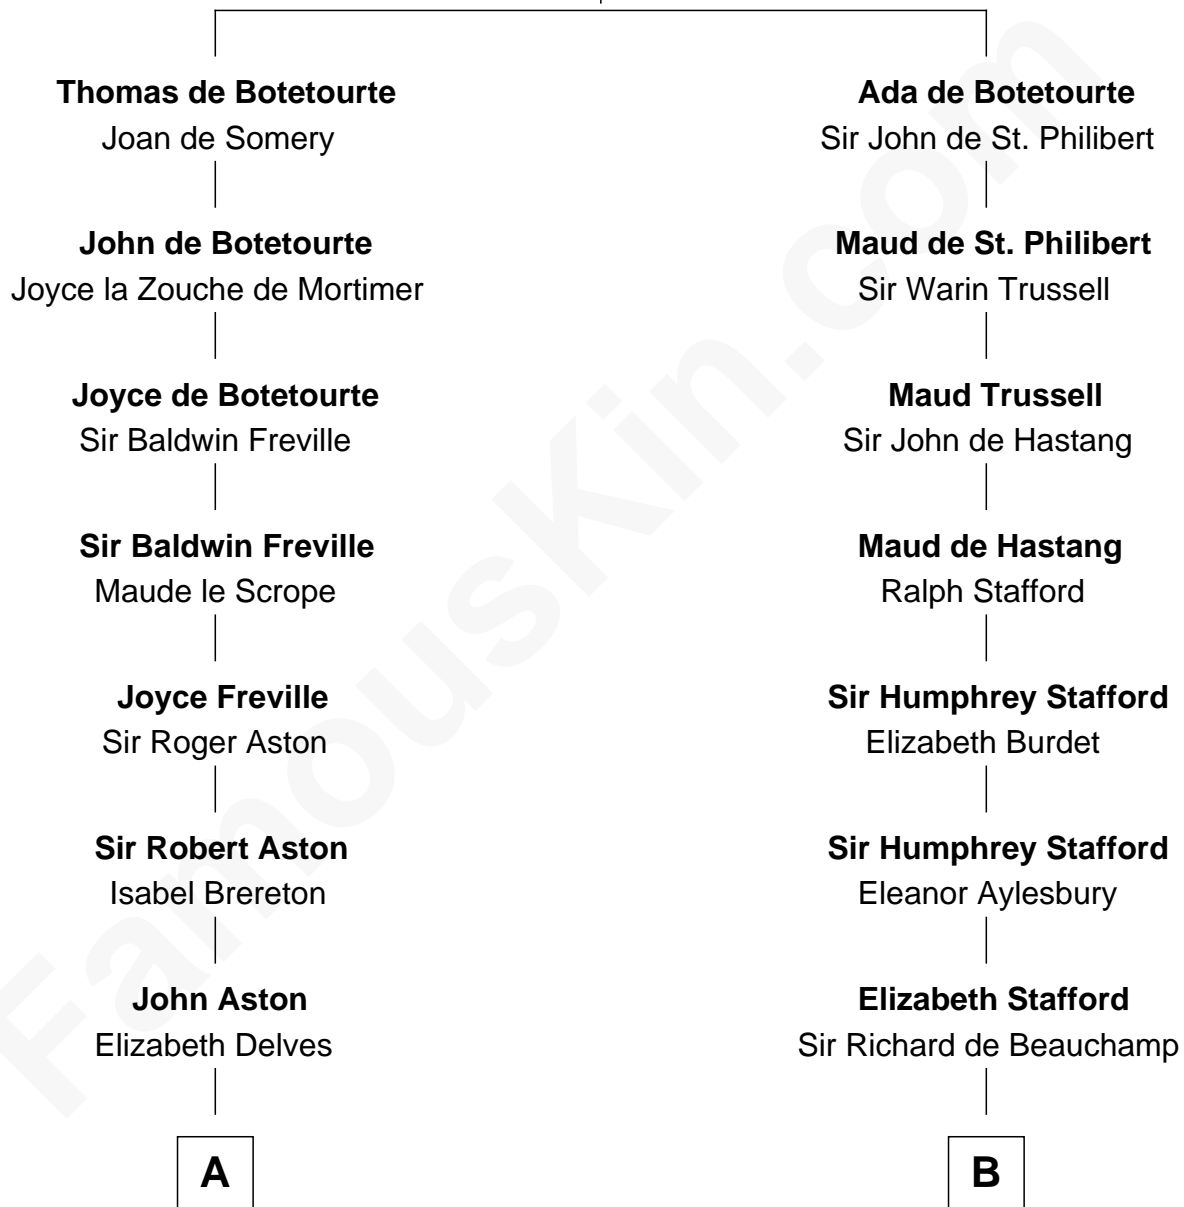 Thomas de Botetourte
Joan de Somery
John de Botetourte
Joyce la Zouche de Mortimer
Joyce de Botetourte
Sir Baldwin Freville
Sir Baldwin Freville
Maude le Scrope
Joyce Freville
Sir Roger Aston
Sir Robert Aston
Isabel Brereton
John Aston
Elizabeth Delves
A
Ada de Botetourte
Sir John de St. Philibert
Maud de St. Philibert
Sir Warin Trussell
Maud Trussell
Sir John de Hastang
Maud de Hastang
Ralph Stafford
Sir Humphrey Stafford
Elizabeth Burdet
Sir Humphrey Stafford
Eleanor Aylesbury
Elizabeth Stafford
Sir Richard de Beauchamp
B
FamousKin.com